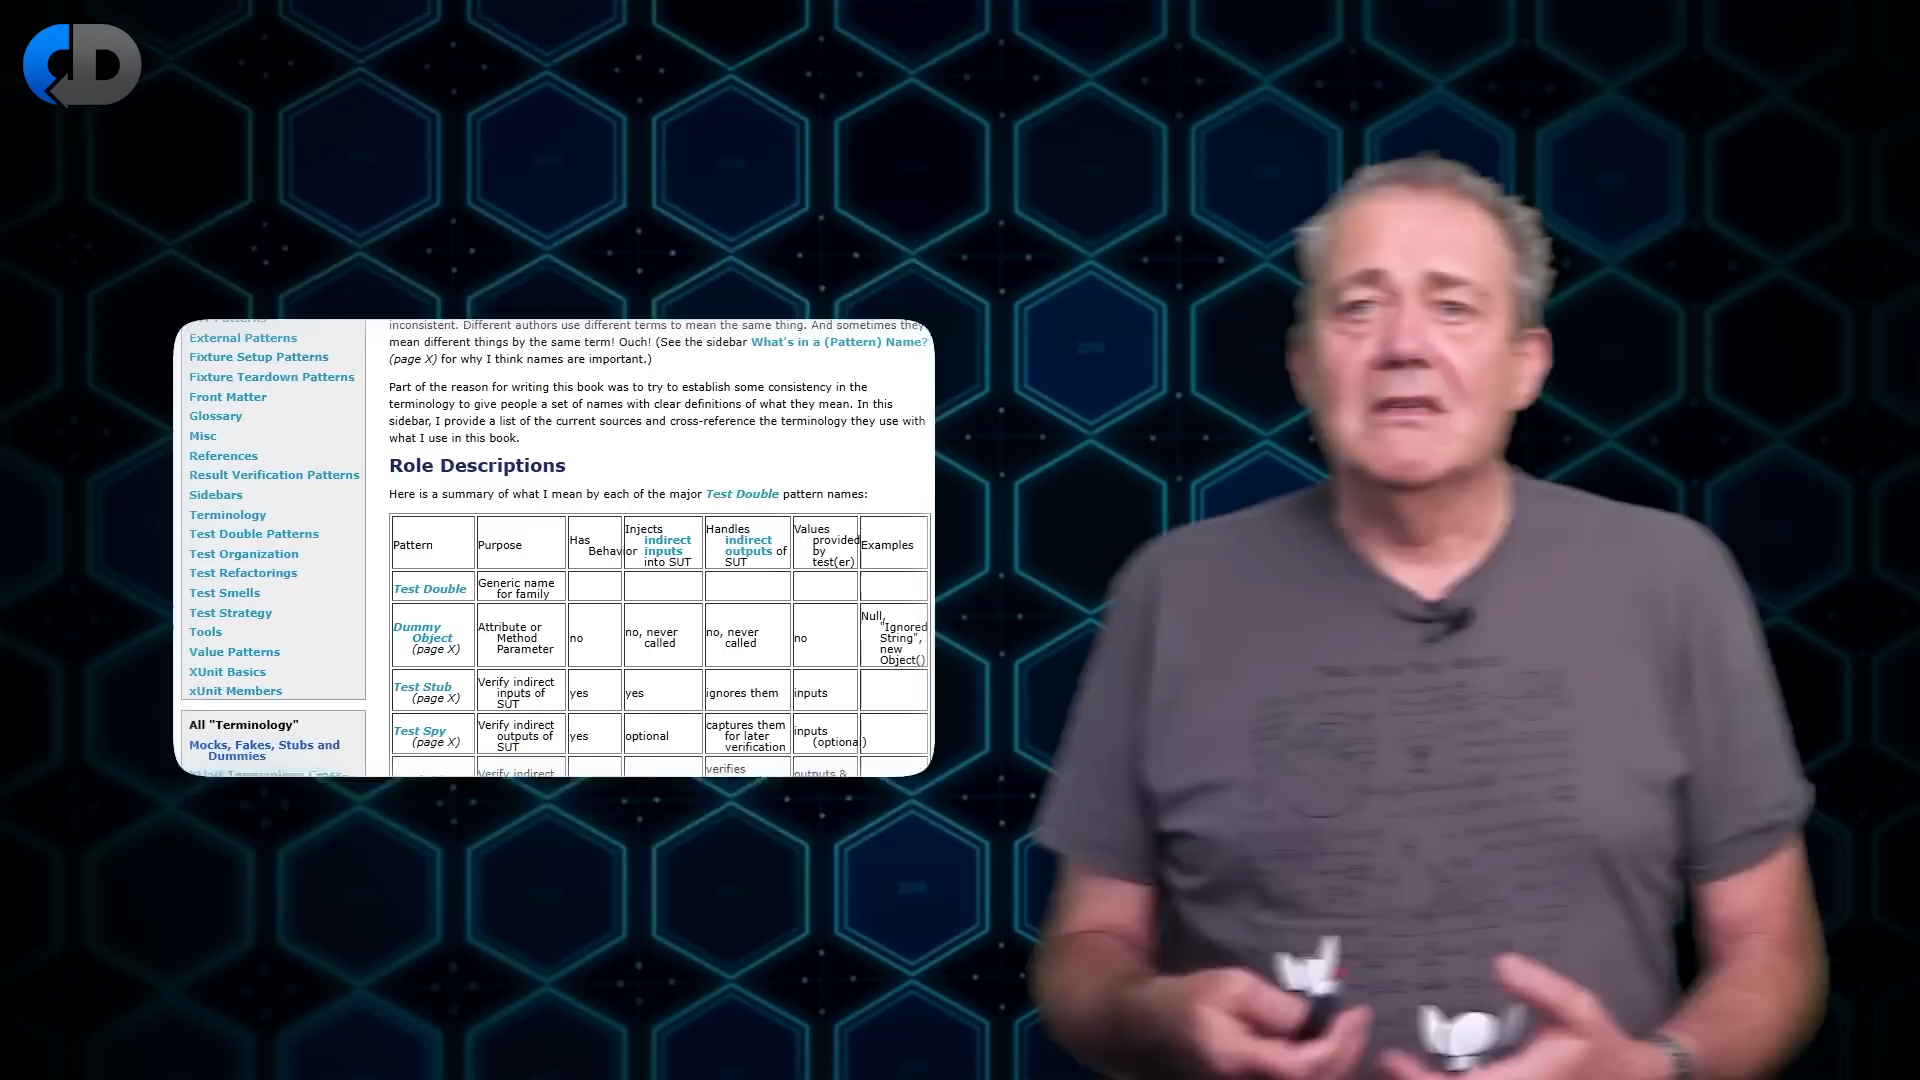 CD
External Patterns
Fixture Setup Patterns
Fixture Teardown Patterns
Front Matter
Glossary
Misc
References
Result Verification Patterns
Sidebars
Terminology
Test Double Patterns
Test Organization
Test Refactorings
Test Smells
Test Strategy
Tools
Value Patterns
XUnit Basics
xUnit Members
All "Terminology"
Mocks, Fakes, Stubs and
Dummies
inconsistent. Different authors use different terms to mean the same thing. And sometimes they
mean different things by the same term! Ouch! (See the sidebar What's in a (Pattern) Name?
(page X) for why I think names are important.)
Part of the reason for writing this book was to try to establish some consistency in the
terminology to give people a set of names with clear definitions of what they mean. In this
sidebar, I provide a list of the current sources and cross-reference the terminology they use with
what I use in this book.
Role Descriptions
Here is a summary of what I mean by each of the major Test Double pattern names:
Pattern
Purpose
Has
Behavior
Injects
indirect
inputs
into SUT
Handles
indirect
outputs of
SUT
Values
provided
by
test(er)
Examples
Test Double
Generic name
for family
Dummy
Object
(page X)
Attribute or
Method
Parameter
no
no, never
called
no, never
called
no
Null,
"Ignored
String",
new
Object()
Test Stub
(page X)
Verify indirect
inputs of
SUT
yes
yes
ignores them
inputs
Test Spy
(page X)
Verify indirect
outputs of
SUT
yes
optional
captures them
for later
verification
inputs
(optional)
Verify indirect
verifies
outputs &